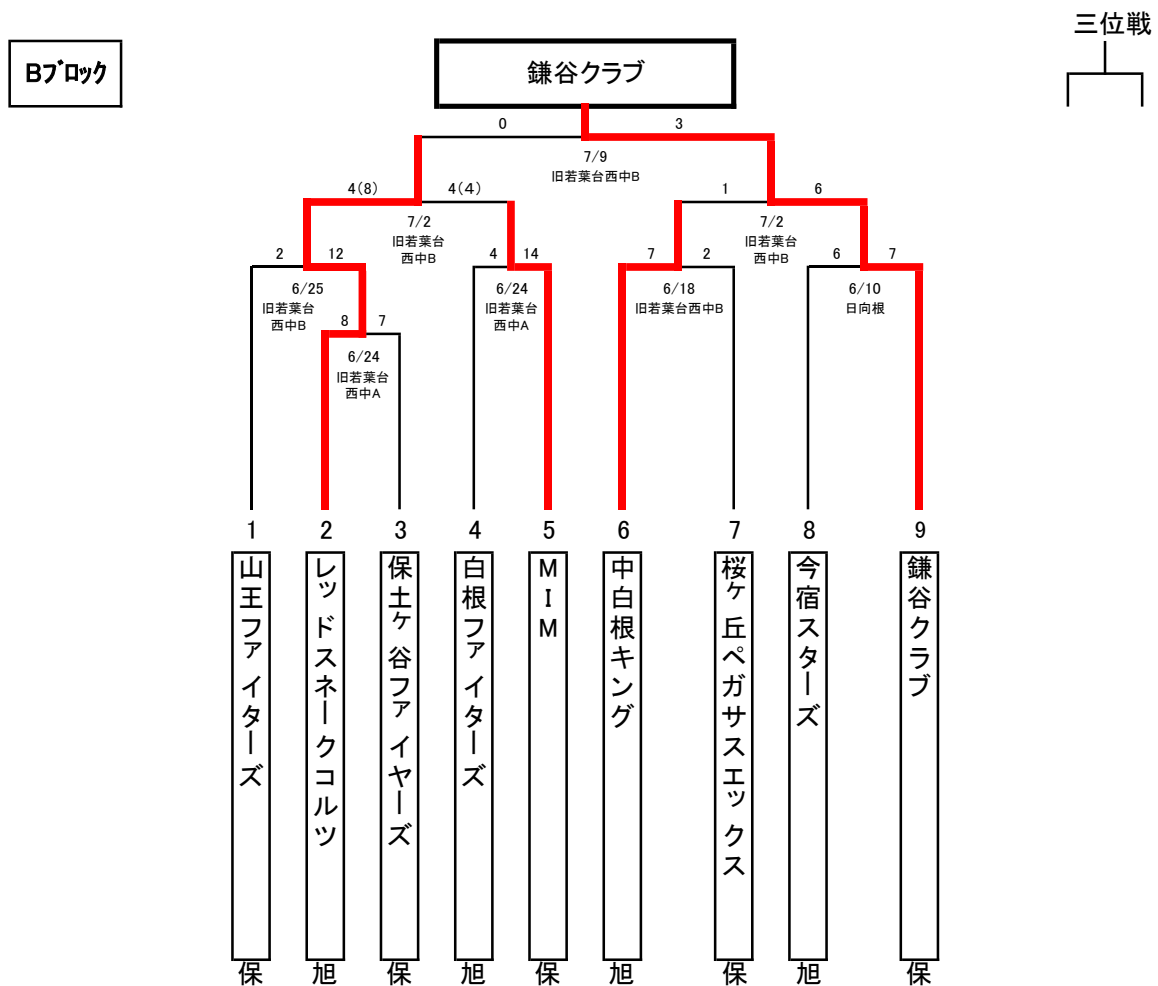 三位戦
Bブロック
鎌谷クラブ
0
3
7/9
旧若葉台西中B
4(8)
4(4)
1
6
7/2
旧若葉台
西中B
7/2
旧若葉台
西中B
2
12
4
14
7
2
6
7
6/25
旧若葉台
西中B
6/24
旧若葉台
西中A
6/18
旧若葉台西中B
6/10
日向根
8
7
6/24
旧若葉台
西中A
1
2
3
4
5
6
7
8
9
山王ファイターズ
レッドスネークコルツ
保土ヶ谷ファイヤーズ
白根ファイターズ
MIM
中白根キング
桜ヶ丘ペガサスエックス
今宿スターズ
鎌谷クラブ
保
旭
保
旭
保
旭
保
旭
保